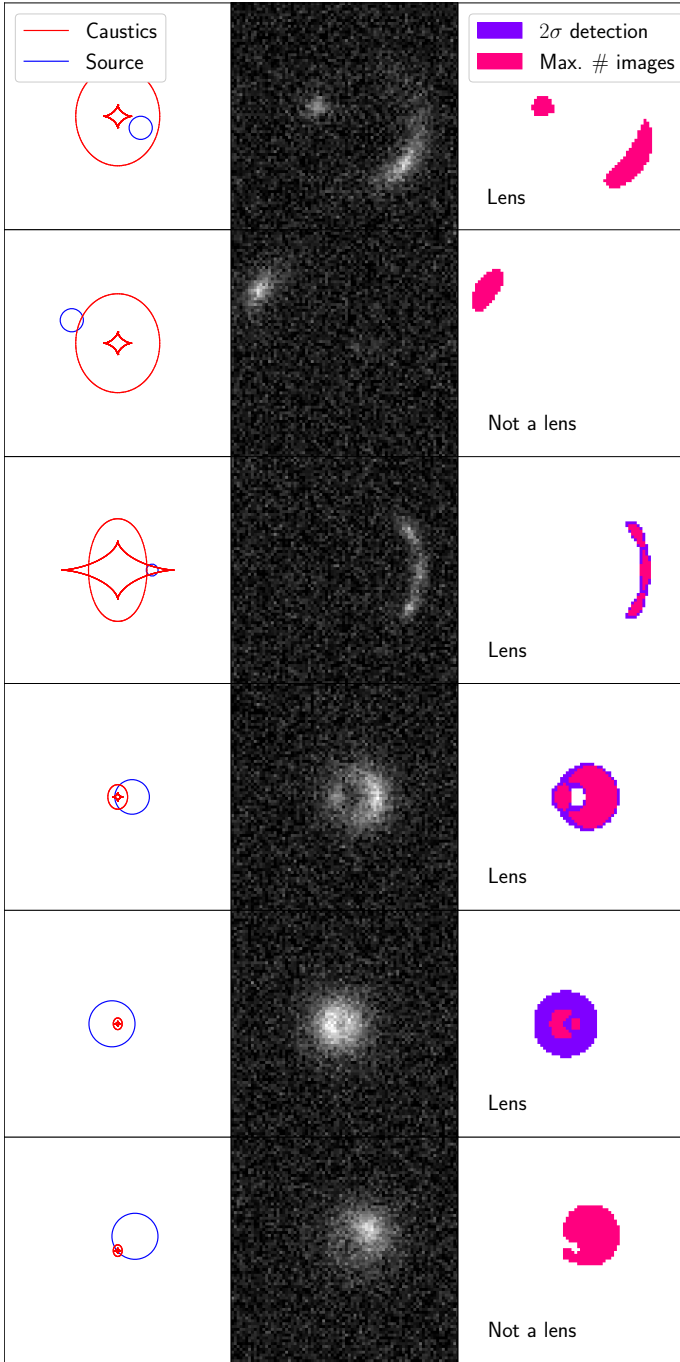 Caustics
Source
2σ detection
Max. # images
Lens
Not a lens
Lens
Lens
Lens
Not a lens